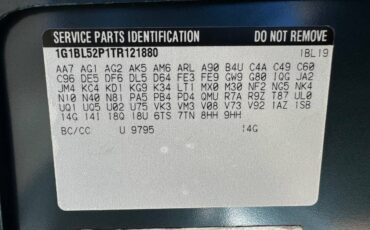 SERVICE PARTS IDENTIFICATION DO NOT REMOVE
1G1BL52P1TR121880 1BL19
AA7 AG1 AG2 AK5 AM6 ARL A90 B4U C4A C49 C60
C96 DE5 DF6 DL5 D64 FE3 FE9 GW9 G80 IQG JA2
JM4 KC4 KD1 KG9 K34 LT1 MX0 M30 NF2 NG5 NK4
N10 N40 N81 PA5 PB4 PD4 QMU R7A R9Z T87 UL0
UQ1 UQ5 U02 U75 VK3 VM3 V08 V73 V92 1AZ 1SB
14G 14I 18Q 18U 6TS 7TN 8HH 9HH
BC/CC U 9795 14G